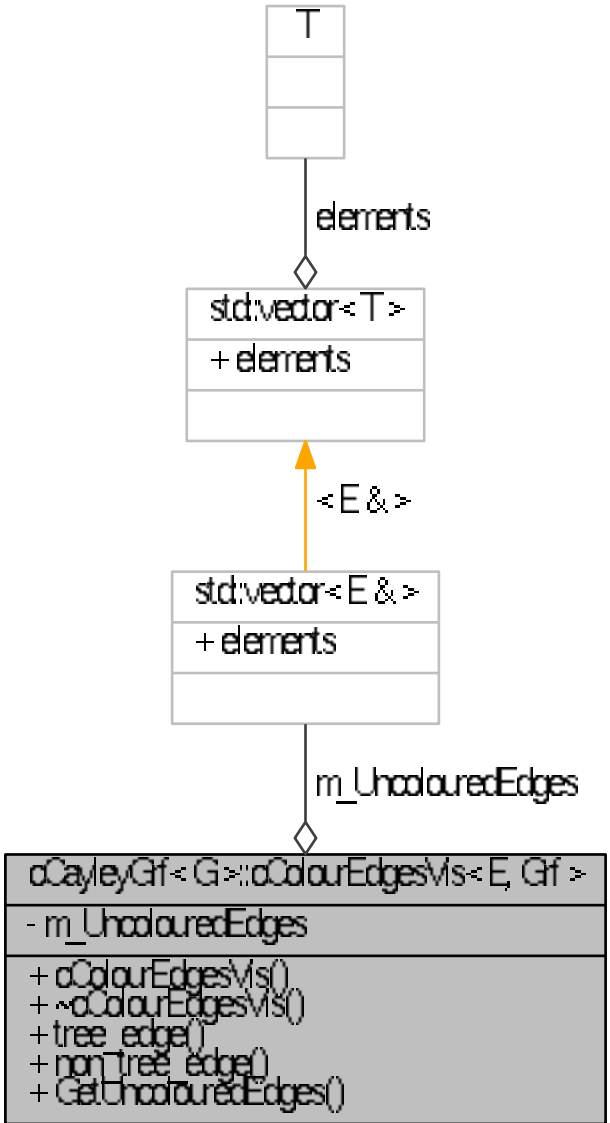 T
elements
std::vector< T >
+ elements
< E & >
std::vector< E & >
+ elements
m_UncolouredEdges
cCayleyGrf< G >::cColourEdgesVis< E, Grf >
- m_UncolouredEdges
+ cColourEdgesVis()
+ ~cColourEdgesVis()
+ tree_edge()
+ non_tree_edge()
+ GetUncolouredEdges()